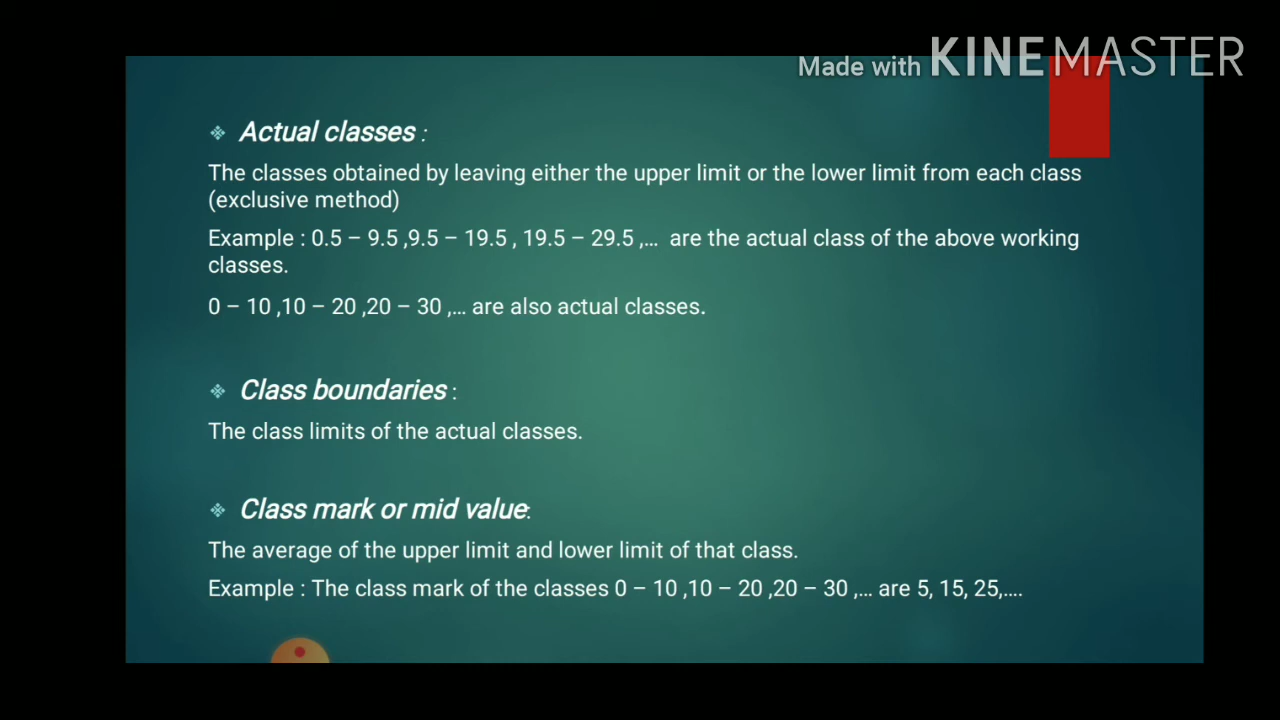 Made with KINEMASTER
Actual classes :
The classes obtained by leaving either the upper limit or the lower limit from each class
(exclusive method)
Example : 0.5 – 9.5 ,9.5 – 19.5 , 19.5 – 29.5 ,... are the actual class of the above working
classes.
0 – 10 ,10 – 20 ,20 – 30 ,... are also actual classes.
Class boundaries :
The class limits of the actual classes.
Class mark or mid value:
The average of the upper limit and lower limit of that class.
Example : The class mark of the classes 0 – 10 ,10 – 20 ,20 – 30 ,... are 5, 15, 25,....